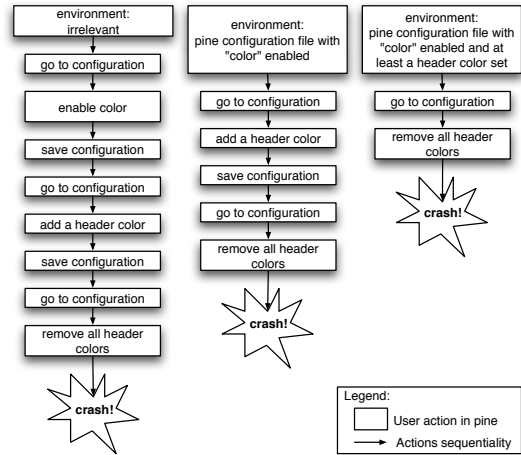 environment:
irrelevant
go to configuration
enable color
save configuration
go to configuration
add a header color
save configuration
go to configuration
remove all header
colors
crash!
environment:
pine configuration file with
"color" enabled
go to configuration
add a header color
save configuration
go to configuration
remove all header
colors
crash!
environment:
pine configuration file with
"color" enabled and at
least a header color set
go to configuration
remove all header
colors
crash!
Legend:
User action in pine
Actions sequentiality